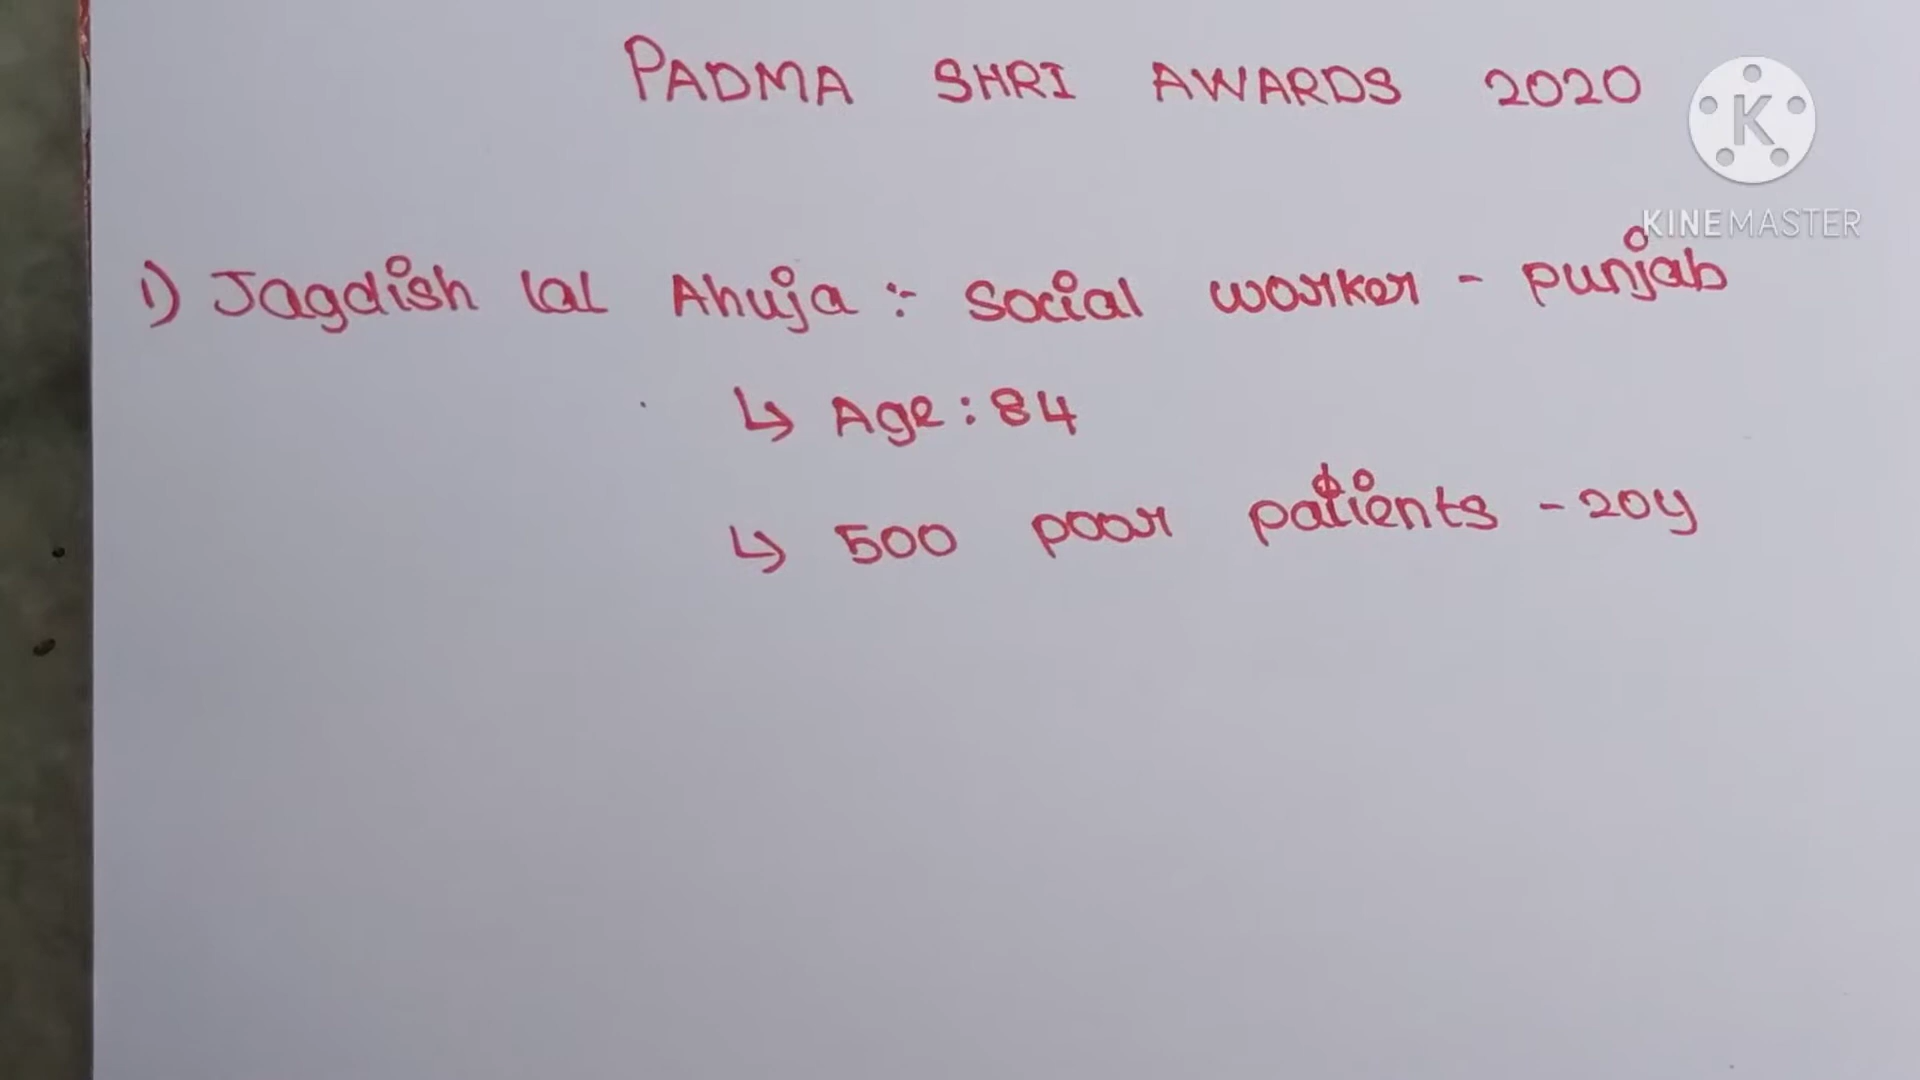 PADMA SHRI AWARDS 2020
K
KINEMASTER
1) Jagdish lal Ahuja :- Social worker - punjab
↳ Age : 84
↳ 500 poor patients - 20y